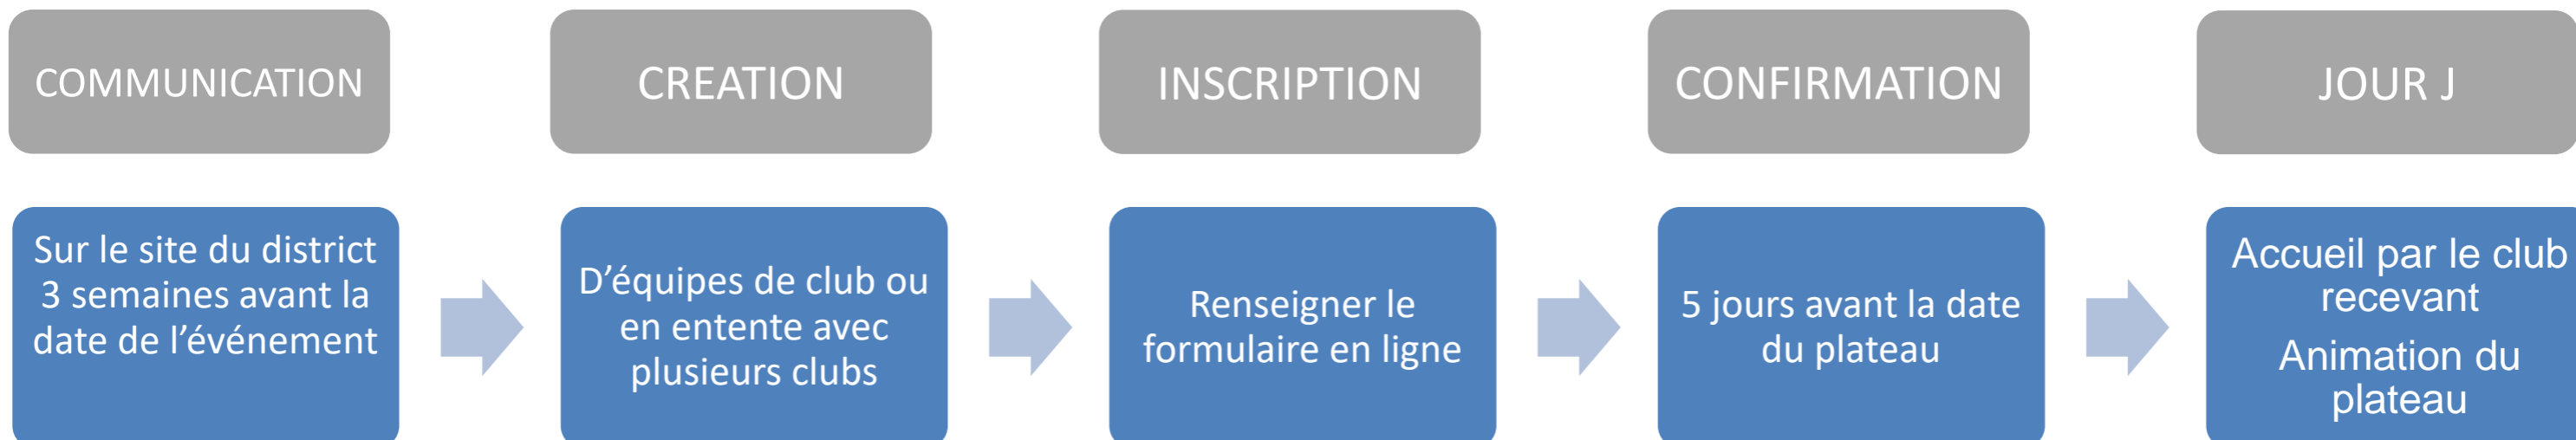 COMMUNICATION
CREATION
INSCRIPTION
CONFIRMATION
JOUR J
Sur le site du district
3 semaines avant la
date de l’événement
D’équipes de club ou
en entente avec
plusieurs clubs
Renseigner le
formulaire en ligne
5 jours avant la date
du plateau
Accueil par le club
recevant
Animation du
plateau